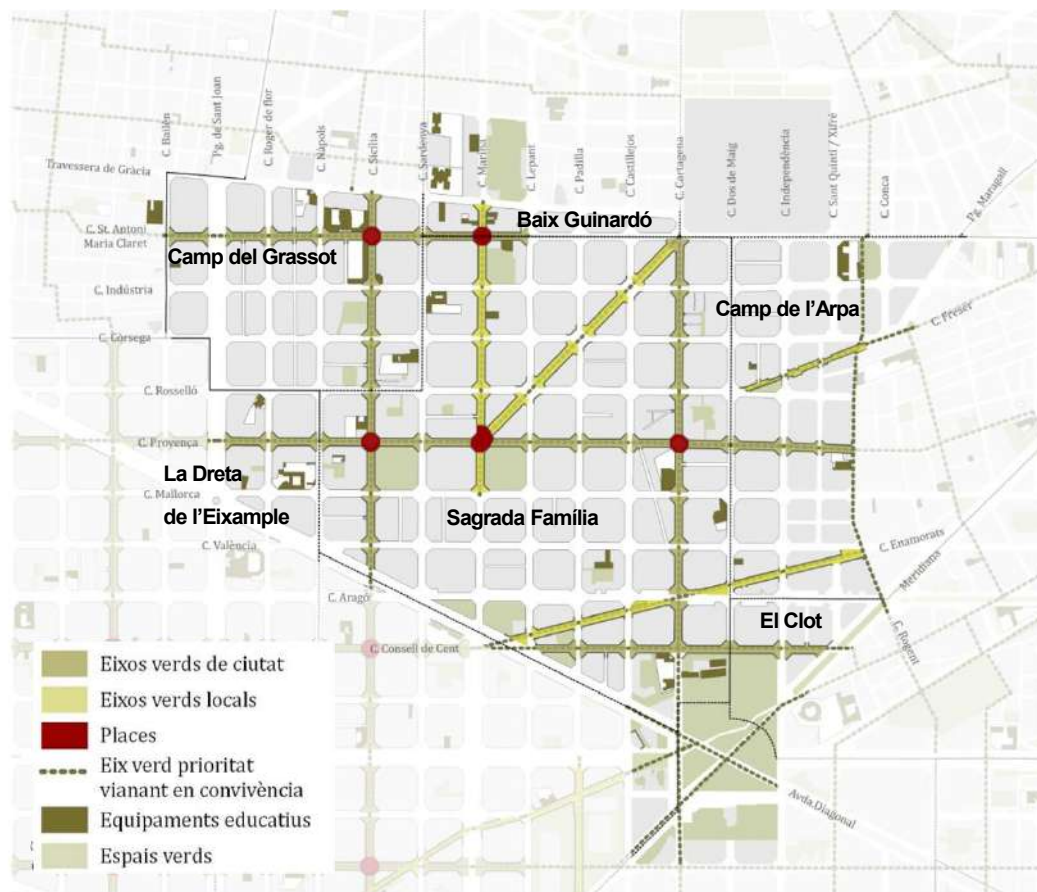 C. Bailèn
Pg. de Sant Joan
C. Roger de flor
C. Nàpols
C. Sicília
C. Sardenya
C. Marina
C. Lepant
C. Padilla
C. Castillejos
C. Cartagena
C. Dos de Maig
C. Independència
C. Sant Quintí / Xifré
C. Conca
Pg. Maragall
Travessera de Gràcia
C. St. Antoni
Maria Claret
Baix Guinardó
Camp del Grassot
C. Indústria
Camp de l'Arpa
C. Freser
C. Còrsega
C. Rosselló
C. Provença
La Dreta
de l'Eixample
C. Mallorca
Sagrada Família
C. València
C. Enamorats
Meridiana
C. Aragó
El Clot
C. Rogent
C. Consell de Cent
Avda. Diagonal
Eixos verds de ciutat
Eixos verds locals
Places
Eix verd prioritat
vianant en convivència
Equipaments educatius
Espais verds